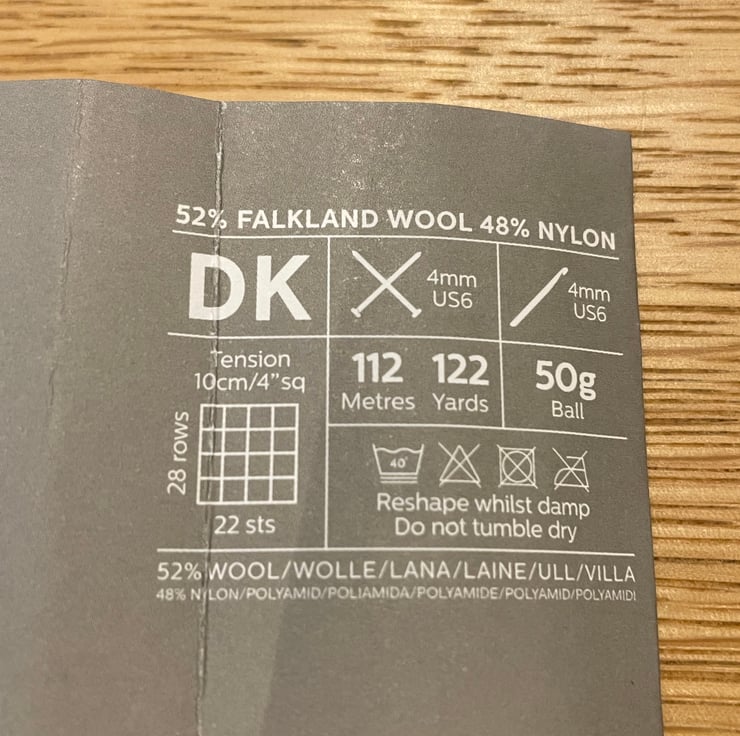 52% FALKLAND WOOL 48% NYLON
DK
4mm
US6
4mm
US6
Tension
10cm/4”sq
28 rows
22 sts
112 122
Metres Yards
50g
Ball
40°
Reshape whilst damp
Do not tumble dry
52% WOOL/WOLLE/LANA/LAINE/ULL/VILLA
48% NYLON/POLYAMID/POLIAMIDA/POLYAMIDE/POLYAMID/POLYAMIDI